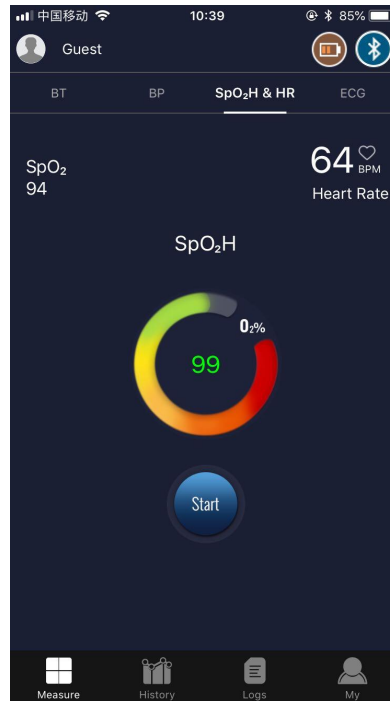 中国移动 10:39 85%
Guest
BT BP SpO₂H & HR ECG
SpO₂
94
64 BPM
Heart Rate
SpO₂H
0₂%
99
Start
Measure History Logs My